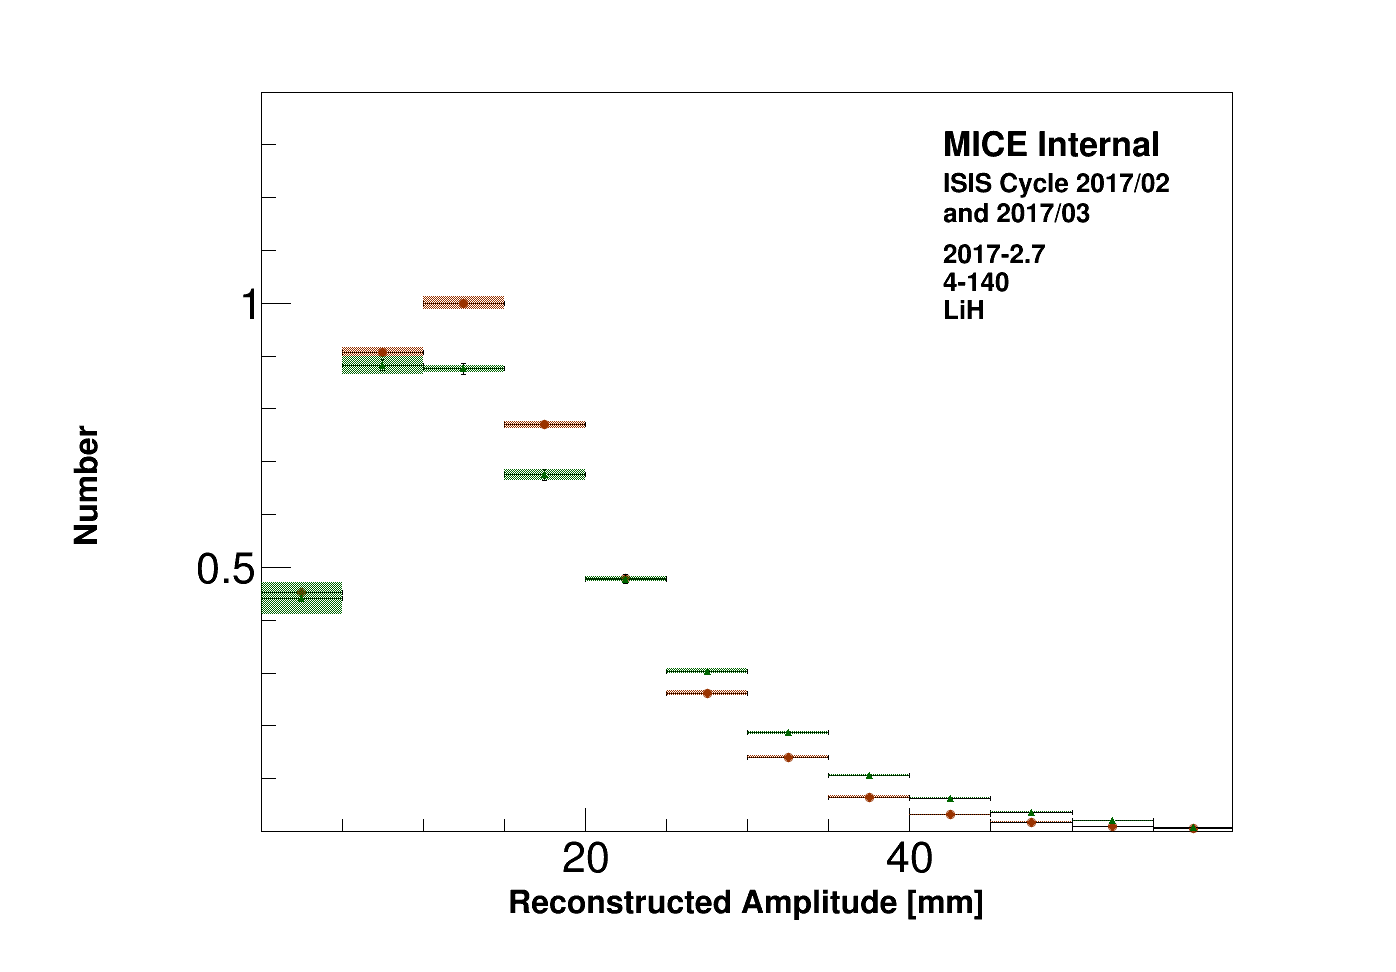 MICE Internal
ISIS Cycle 2017/02
and 2017/03
2017-2.7
4-140
LiH
1
0.5
Number
20 40
Reconstructed Amplitude [mm]